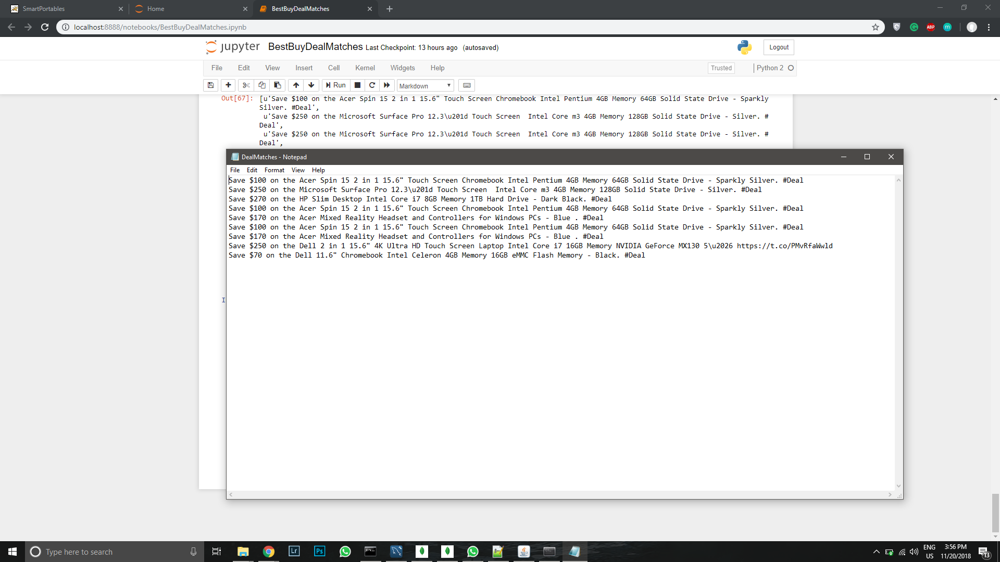 SmartPortables
Home
BestBuyDealMatches
localhost:8888/notebooks/BestBuyDealMatches.ipynb
ABP
m
jupyter BestBuyDealMatches Last Checkpoint: 13 hours ago (autosaved)
Logout
File Edit View Insert Cell Kernel Widgets Help
Trusted
Python 2
Run
Markdown
Out[67]: [u'Save $100 on the Acer Spin 15 2 in 1 15.6" Touch Screen Chromebook Intel Pentium 4GB Memory 64GB Solid State Drive - Sparkly
Silver. #Deal',
u'Save $250 on the Microsoft Surface Pro 12.3\u201d Touch Screen  Intel Core m3 4GB Memory 128GB Solid State Drive - Silver. #
Deal',
u'Save $250 on the Microsoft Surface Pro 12.3\u201d Touch Screen  Intel Core m3 4GB Memory 128GB Solid State Drive - Silver. #
Deal',
DealMatches - Notepad
File Edit Format View Help
Save $100 on the Acer Spin 15 2 in 1 15.6" Touch Screen Chromebook Intel Pentium 4GB Memory 64GB Solid State Drive - Sparkly Silver. #Deal
Save $250 on the Microsoft Surface Pro 12.3\u201d Touch Screen  Intel Core m3 4GB Memory 128GB Solid State Drive - Silver. #Deal
Save $270 on the HP Slim Desktop Intel Core i7 8GB Memory 1TB Hard Drive - Dark Black. #Deal
Save $100 on the Acer Spin 15 2 in 1 15.6" Touch Screen Chromebook Intel Pentium 4GB Memory 64GB Solid State Drive - Sparkly Silver. #Deal
Save $170 on the Acer Mixed Reality Headset and Controllers for Windows PCs - Blue . #Deal
Save $100 on the Acer Spin 15 2 in 1 15.6" Touch Screen Chromebook Intel Pentium 4GB Memory 64GB Solid State Drive - Sparkly Silver. #Deal
Save $170 on the Acer Mixed Reality Headset and Controllers for Windows PCs - Blue . #Deal
Save $250 on the Dell 2 in 1 15.6" 4K Ultra HD Touch Screen Laptop Intel Core i7 16GB Memory NVIDIA GeForce MX130 5\u2026 https://t.co/PMvRfaWwld
Save $70 on the Dell 11.6" Chromebook Intel Celeron 4GB Memory 16GB eMMC Flash Memory - Black. #Deal
I
Type here to search
Lr
Ps
ENG
US
3:56 PM
11/20/2018
13